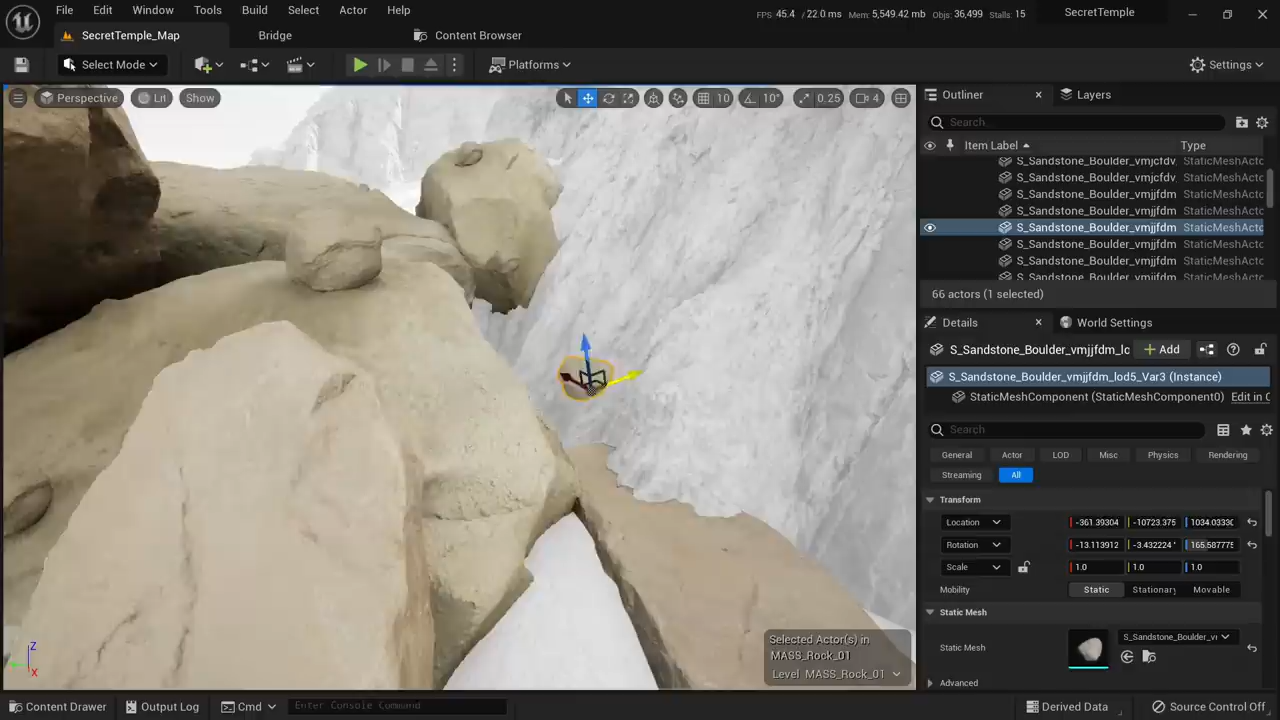 File Edit Window Tools Build Select Actor Help
FPS: 45.4 / 22.0 ms Mem: 5,549.42 mb Objs: 36,499 Stalls: 15
SecretTemple
SecretTemple_Map
Bridge
Content Browser
Select Mode
Platforms
Settings
Perspective
Lit
Show
10
10°
0.25
4
Outliner
Layers
Search...
Item Label
Type
S_Sandstone_Boulder_vmjcfdv StaticMeshActo
S_Sandstone_Boulder_vmjcfdv StaticMeshActo
S_Sandstone_Boulder_vmjjfdm StaticMeshActo
S_Sandstone_Boulder_vmjjfdm StaticMeshActo
S_Sandstone_Boulder_vmjjfdm StaticMeshActo
S_Sandstone_Boulder_vmjjfdm StaticMeshActo
S_Sandstone_Boulder_vmjjfdm StaticMeshActo
S_Sandstone_Boulder_vmjjfdm StaticMeshActo
66 actors (1 selected)
Details
World Settings
S_Sandstone_Boulder_vmjjfdm_lo
Add
S_Sandstone_Boulder_vmjjfdm_lod5_Var3 (Instance)
StaticMeshComponent (StaticMeshComponent0) Edit in C
Search
General Actor LOD Misc Physics Rendering
Streaming All
Transform
Location -361.39304 -10723.375 1034.0330
Rotation -13.113912 -3.432224 165.587775
Scale 1.0 1.0 1.0
Mobility Static Stationary Movable
Static Mesh
Static Mesh S_Sandstone_Boulder_vr
Advanced
Selected Actor(s) in
MASS_Rock_01
Level MASS_Rock_01
Z
X
Content Drawer
Output Log
Cmd
Enter Console Command
Derived Data
Source Control Off